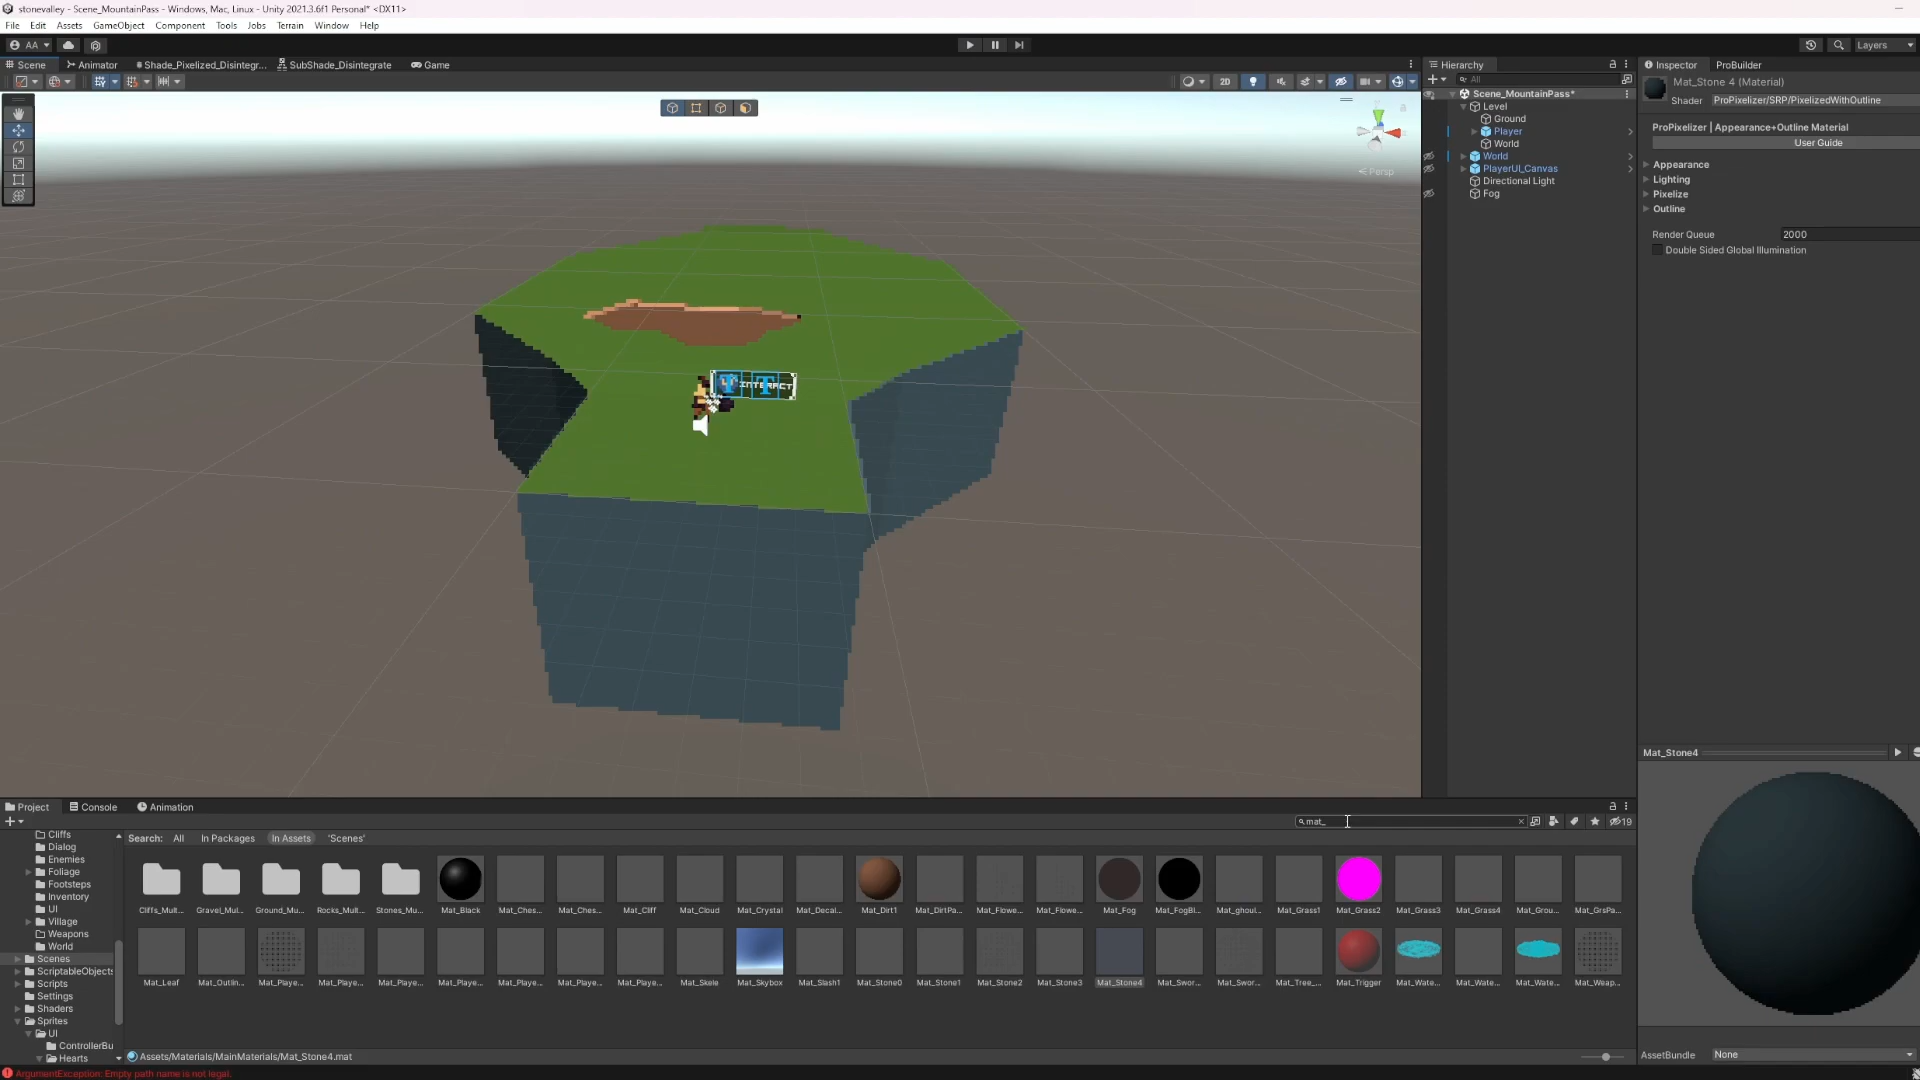 stonevalley - Scene_MountainPass - Windows, Mac, Linux - Unity 2021.3.6f1 Personal* <DX11>
File Edit Assets GameObject Component Tools Lux Jobs Terrain Window Help
AA Layers
Scene Animator Shade_Pixelized_Disintegr... SubShade_Disintegrate Game
2D
Persp
INTERACT
T T
Hierarchy
All
Scene_MountainPass*
Level
Ground
Player
World
World
PlayerUI_Canvas
Directional Light
Fog
Inspector ProBuilder
Mat_Stone 4 (Material)
Shader ProPixelizer/SRP/PixelizedWithOutline
ProPixelizer | Appearance+Outline Material
User Guide
Appearance
Lighting
Pixelize
Outline
Render Queue 2000
Double Sided Global Illumination
Mat_Stone4
AssetBundle None
Project Console Animation
mat_
19
Cliffs
Dialog
Enemies
Foliage
Footsteps
Inventory
UI
Village
Weapons
World
Scenes
ScriptableObjects
Scripts
Settings
Shaders
Sprites
UI
ControllerBu
Hearts
Search: All In Packages In Assets 'Scenes'
Cliffs_Mult... Gravel_Mul... Ground_Mu... Rocks_Mult... Stones_Mu... Mat_Black Mat_Ches... Mat_Ches... Mat_Cliff Mat_Cloud Mat_Crystal Mat_Decal... Mat_Dirt1 Mat_DirtPa... Mat_Flowe... Mat_Flowe... Mat_Fog Mat_FogBl... Mat_ghoul... Mat_Grass1 Mat_Grass2 Mat_Grass3 Mat_Grass4 Mat_Grou... Mat_GrsPa...
Mat_Leaf Mat_Outlin... Mat_Playe... Mat_Playe... Mat_Playe... Mat_Playe... Mat_Playe... Mat_Playe... Mat_Playe... Mat_Skele Mat_Skybox Mat_Slash1 Mat_Stone0 Mat_Stone1 Mat_Stone2 Mat_Stone3 Mat_Stone4 Mat_Swor... Mat_Swor... Mat_Tree_... Mat_Trigger Mat_Wate... Mat_Wate... Mat_Wate... Mat_Weap...
Assets/Materials/MainMaterials/Mat_Stone4.mat
ArgumentException: Empty path name is not legal.